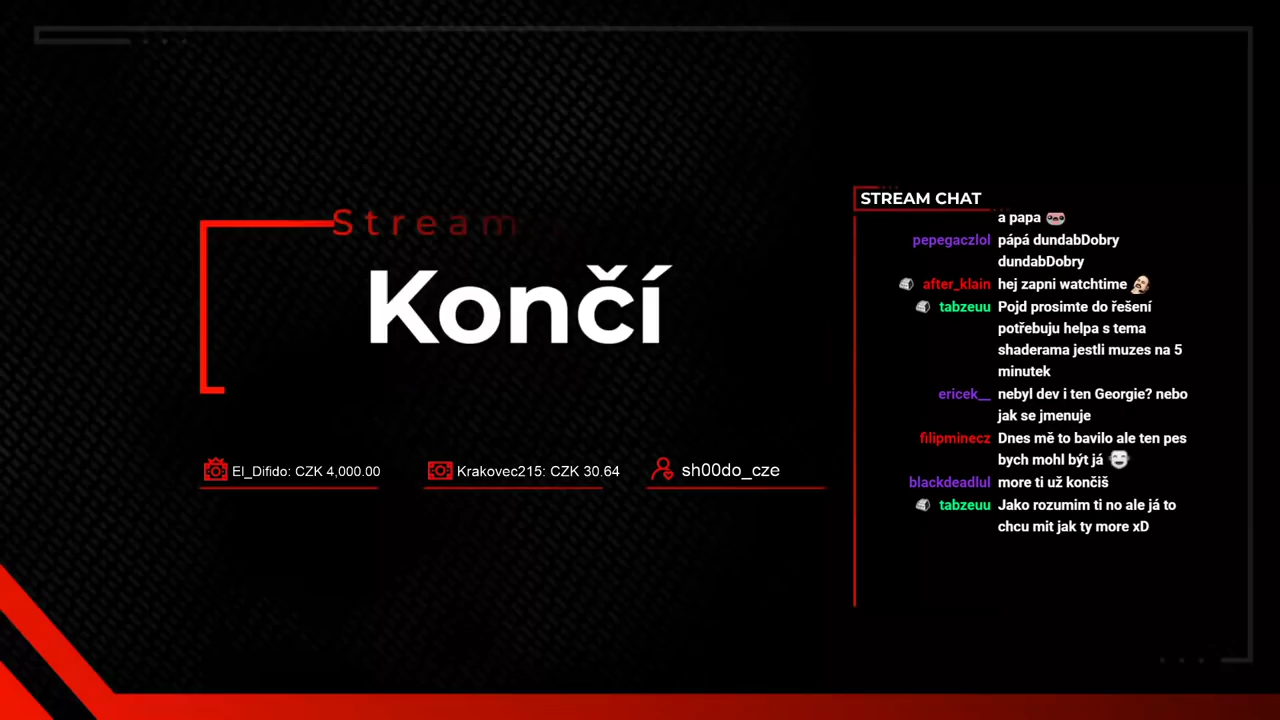 Stream
Končí
El_Difido: CZK 4,000.00
Krakovec215: CZK 30.64
sh00do_cze
STREAM CHAT
a papa
pepegaczlol pápá dundabDobry
dundabDobry
after_klain hej zapni watchtime
tabzeuu Pojd prosimte do řešení
potřebuju helpa s tema
shaderama jestli muzes na 5
minutek
ericek__ nebyl dev i ten Georgie? nebo
jak se jmenuje
filipminecz Dnes mě to bavilo ale ten pes
bych mohl být já
blackdeadlul more ti už končiš
tabzeuu Jako rozumim ti no ale já to
chcu mit jak ty more xD